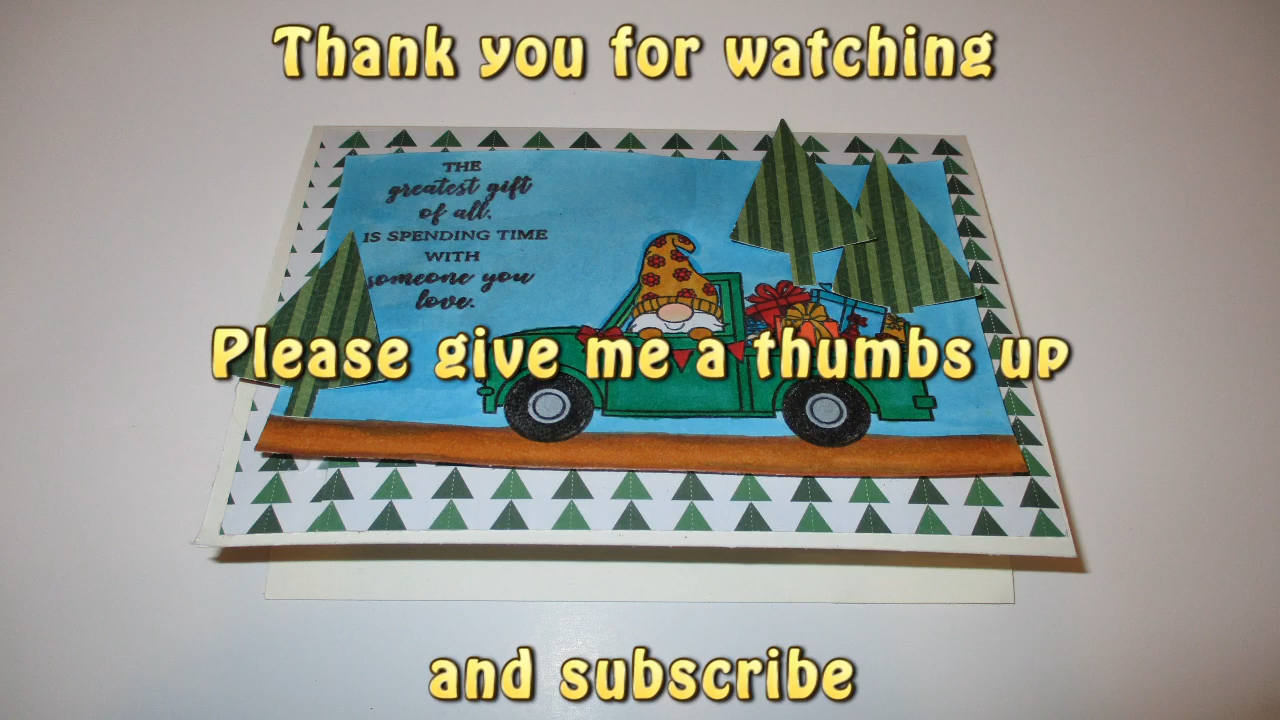 Thank you for watching
THE
greatest gift
of all.
IS SPENDING TIME
WITH
someone you
love.
Please give me a thumbs up
and subscribe